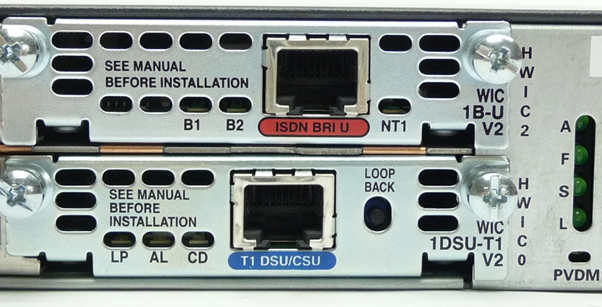 SEE MANUAL
BEFORE INSTALLATION
B1 B2
ISDN BRI U
NT1
WIC
1B-U
V2
HWIC2
SEE MANUAL
BEFORE
INSTALLATION
LP AL CD
T1 DSU/CSU
LOOP
BACK
WIC
1DSU-T1
V2
HWIC0
A
F
S
L
PVDM